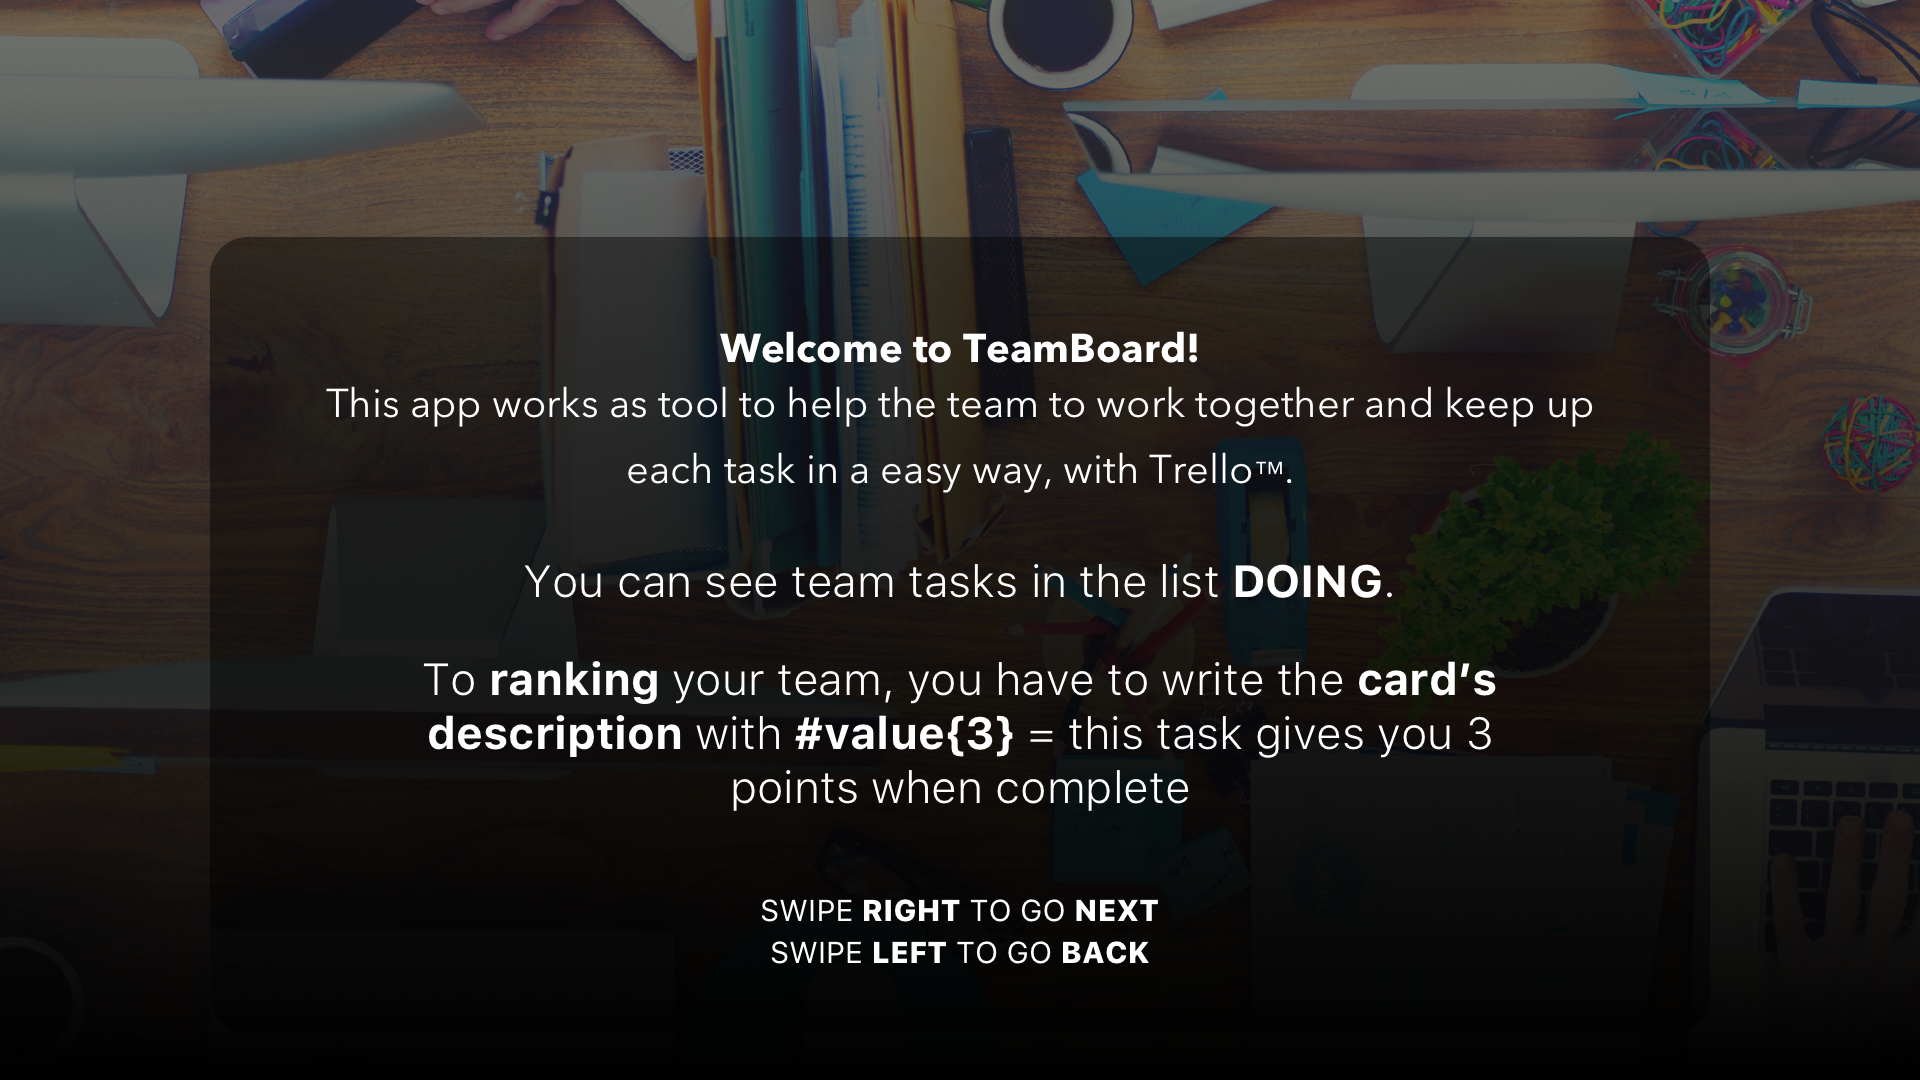 Welcome to TeamBoard!
This app works as tool to help the team to work together and keep up
each task in a easy way, with Trello™.
You can see team tasks in the list DOING.
To ranking your team, you have to write the card’s
description with #value{3} = this task gives you 3
points when complete
SWIPE RIGHT TO GO NEXT
SWIPE LEFT TO GO BACK